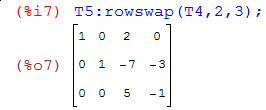 (%i7) T5:rowswap(T4,2,3);
1 0 2 0
(%o7) 0 1 -7 -3
0 0 5 -1